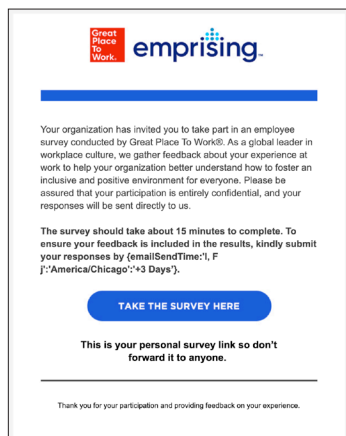 Great
Place
To
Work.
emprising™
Your organization has invited you to take part in an employee
survey conducted by Great Place To Work®. As a global leader in
workplace culture, we gather feedback about your experience at
work to help your organization better understand how to foster an
inclusive and positive environment for everyone. Please be
assured that your participation is entirely confidential, and your
responses will be sent directly to us.
The survey should take about 15 minutes to complete. To
ensure your feedback is included in the results, kindly submit
your responses by {emailSendTime:'l, F
j':'America/Chicago':'+3 Days'}.
TAKE THE SURVEY HERE
This is your personal survey link so don't
forward it to anyone.
Thank you for your participation and providing feedback on your experience.